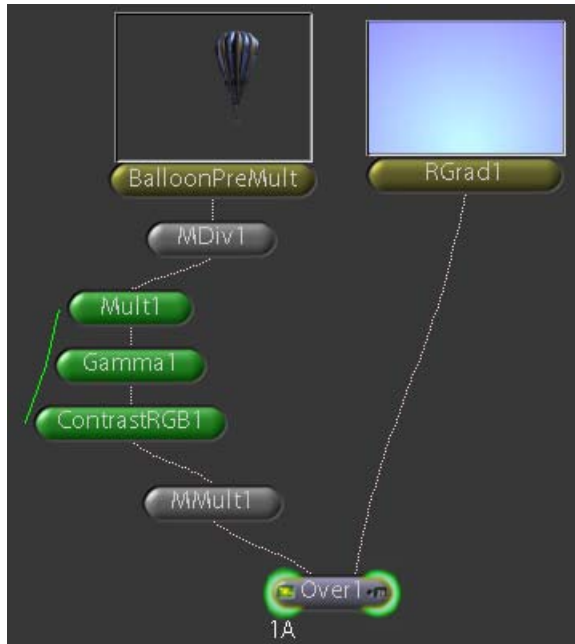 BalloonPreMult
RGrad1
MDiv1
Mult1
Gamma1
ContrastRGB1
MMult1
Over1
1A